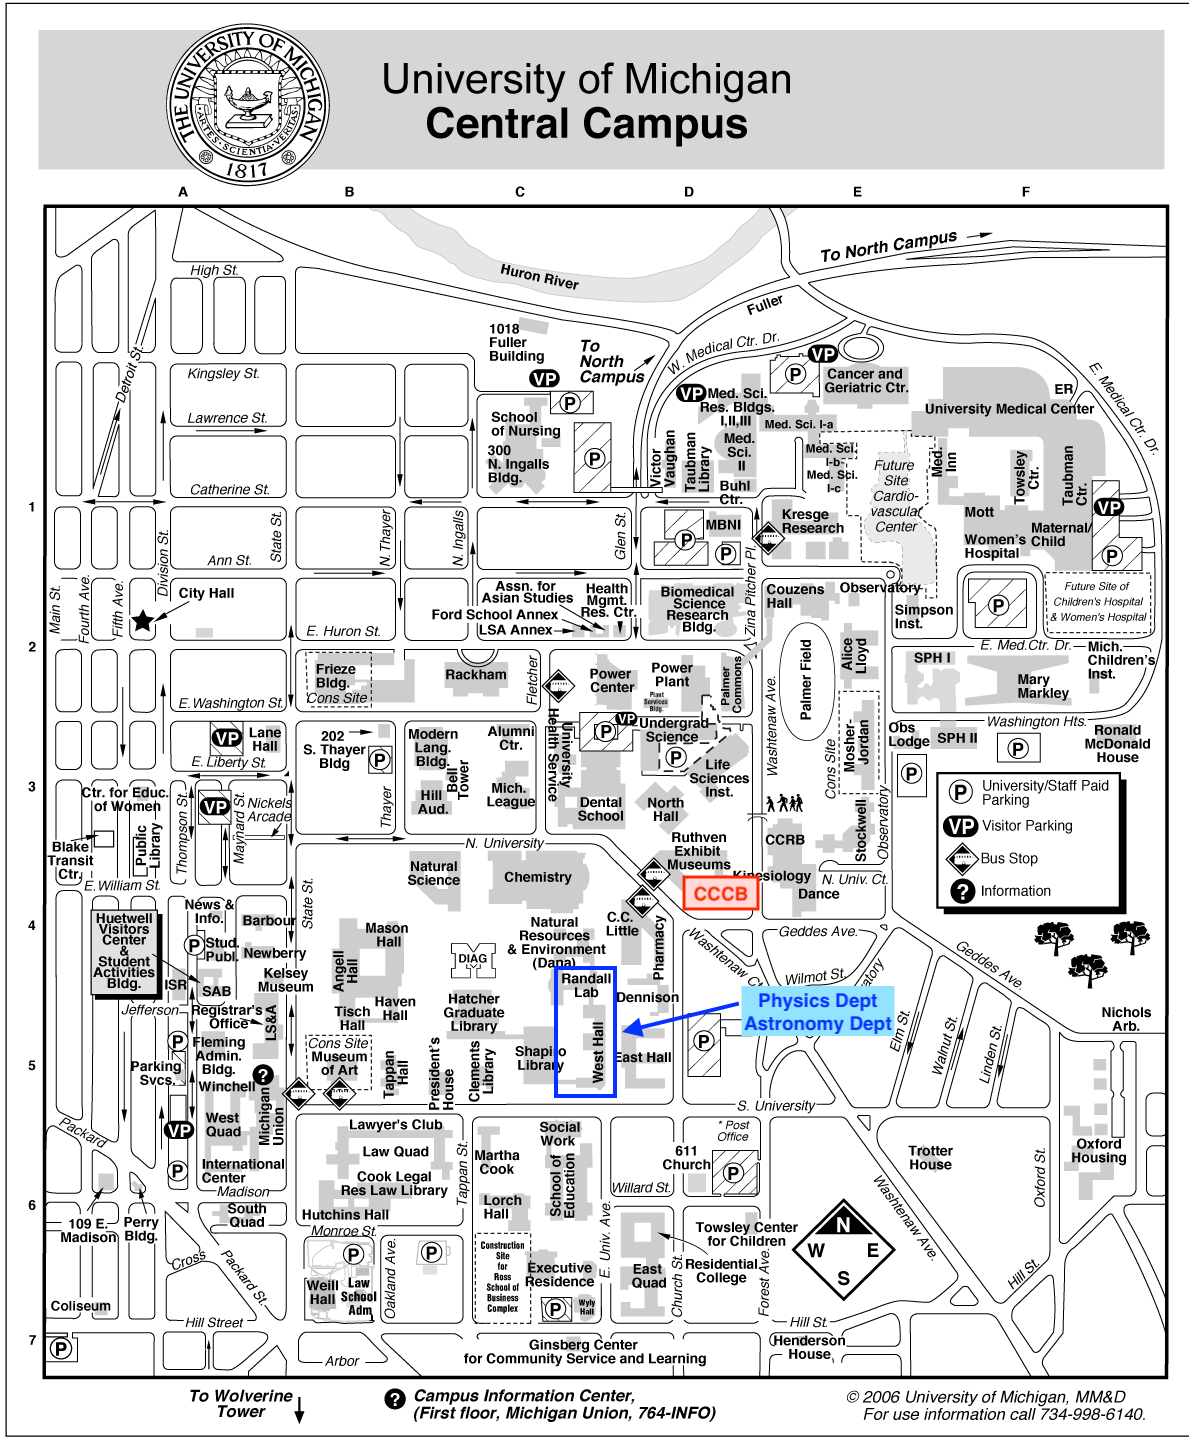 THE UNIVERSITY OF MICHIGAN
ARTES · SCIENTIA · VERITAS
1817
University of Michigan
Central Campus
A B C D E F
1
2
3
4
5
6
7
To North Campus
Huron River
Fuller
High St.
1018
Fuller
Building
To
North
Campus
W. Medical Ctr. Dr.
E. Medical Ctr. Dr.
E. Medical Ctr. Dr.
Detroit St.
Kingsley St.
Lawrence St.
Catherine St.
Ann St.
VP
P
VP
P
VP
Cancer and
Geriatric Ctr.
ER
University Medical Center
School
of Nursing
300
N. Ingalls
Bldg.
P
Victor
Vaughan
Taubman
Library
Med. Sci.
Res. Bldgs.
I,II,III
Med. Sci. I-a
Med.
Sci.
II
Med. Sci.
I-b
Med. Sci.
I-c
Buhl
Ctr.
Future
Site
Cardio-
vascular
Center
Med.
Inn
Towsley
Ctr.
Taubman
Ctr.
VP
P
Mott
Women's
Hospital
Maternal/
Child
Kresge
Research
MBNI
P
P
Main St.
Fourth Ave.
Fifth Ave.
Division St.
State St.
N. Thayer
N. Ingalls
Glen St.
Zina Pitcher Pl.
City Hall
E. Huron St.
Assn. for
Asian Studies
Ford School Annex
LSA Annex
Health
Mgmt.
Res. Ctr.
Biomedical
Science
Research
Bldg.
Couzens
Hall
Observatory
Simpson
Inst.
P
Future Site of
Children's Hospital
& Women's Hospital
E. Med.Ctr. Dr.
Mich.
Children's
Inst.
Frieze
Bldg.
Cons Site
Rackham
Fletcher
Power
Center
Power
Plant
Plant
Services
Bldg.
Palmer
Commons
Washtenaw Ave.
Palmer Field
Alice
Lloyd
SPH I
Mary
Markley
E. Washington St.
Washington Hts.
VP
Lane
Hall
E. Liberty St.
202
S. Thayer
Bldg
P
Modern
Lang.
Bldg.
Bell
Tower
Hill
Aud.
Alumni
Ctr.
Mich.
League
University
Health Service
P
VP
Undergrad
Science
P
Life
Sciences
Inst.
Dental
School
North
Hall
Cons Site
Mosher-
Jordan
Obs
Lodge
SPH II
P
P
Ronald
McDonald
House
Ctr. for Educ.
of Women
Thompson St.
VP
Maynard St.
Nickels
Arcade
Thayer
Blake
Transit
Ctr.
Public
Library
E. William St.
N. University
Ruthven
Exhibit
Museums
CCRB
Stockwell
Observatory
Kinesiology
N. Univ. Ct.
Dance
CCCB
P University/Staff Paid
Parking
VP Visitor Parking
Bus Stop
? Information
Natural
Science
Chemistry
Huetwell
Visitors
Center
&
Student
Activities
Bldg.
News &
Info.
P
Stud.
Publ.
Barbour
Newberry
Kelsey
Museum
State St.
Mason
Hall
Angell
Hall
DIAG
Natural
Resources
& Environment
(Dana)
C.C.
Little
Pharmacy
Geddes Ave.
Geddes Ave.
Washtenaw Ct.
Wilmot St.
ISR
SAB
Jefferson
Registrar's
Office
LS&A
Haven
Hall
Tisch
Hall
Hatcher
Graduate
Library
Randall
Lab
Dennison
Physics Dept
Astronomy Dept
Nichols
Arb.
P
Fleming
Admin.
Bldg.
Parking
Svcs.
Cons Site
Museum
of Art
Tappan
Hall
President's
House
Clements
Library
Shapiro
Library
West Hall
East Hall
P
Elm St.
Walnut St.
Linden St.
Winchell
?
West
Quad
Michigan
Union
VP
S. University
Packard
P
International
Center
Madison
Lawyer's Club
Law Quad
Cook Legal
Res Law Library
Hutchins Hall
Tappan St.
Martha
Cook
Social
Work
School of
Education
* Post
Office
611
Church
P
Willard St.
Trotter
House
Oxford St.
Oxford
Housing
109 E.
Madison
Perry
Bldg.
South
Quad
Monroe St.
Lorch
Hall
E. Univ. Ave.
Towsley Center
for Children
Residential
College
Washtenaw Ave.
N
W E
S
Cross
Packard St.
P
P
Weill
Hall
Law
School
Adm
Oakland Ave.
Construction
Site
for
Ross
School of
Business
Complex
Executive
Residence
P
Wyly
Hall
East
Quad
Church St.
Forest Ave.
Hill St.
Coliseum
Hill Street
Hill St.
P
Arbor
Ginsberg Center
for Community Service and Learning
Henderson
House
To Wolverine
Tower
? Campus Information Center,
(First floor, Michigan Union, 764-INFO)
© 2006 University of Michigan, MM&D
For use information call 734-998-6140.